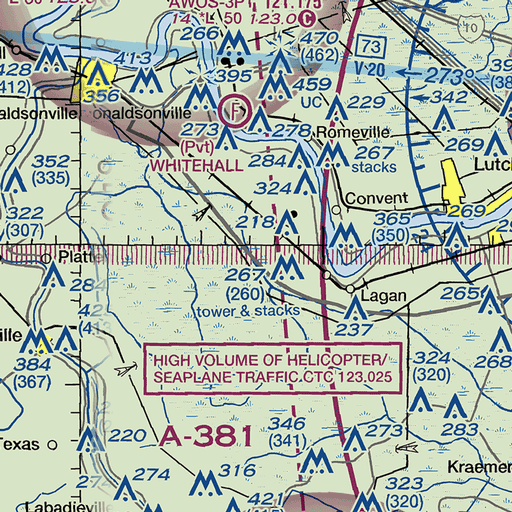 AWOS-3PT 121.175
14 *L 50 123.0 C
266
413
428
(412)
356
395
470
(462)
73
V-20
273°
10
459
UC
229
342
onaldsonville
aldsonville
273
(Pvt)
WHITEHALL
F
278
Romeville
267
stacks
284
324
269
Lutch
352
(335)
322
(307)
218
Convent
365
(350)
269
Platte
284
267
(260)
tower & stacks
Lagan
237
265
268
384
(367)
HIGH VOLUME OF HELICOPTER/
SEAPLANE TRAFFIC CTC 123.025
324
(320)
283
A-381
346
(341)
273
Texas
220
274
316
421
323
(320)
Kraemer
Labadieville